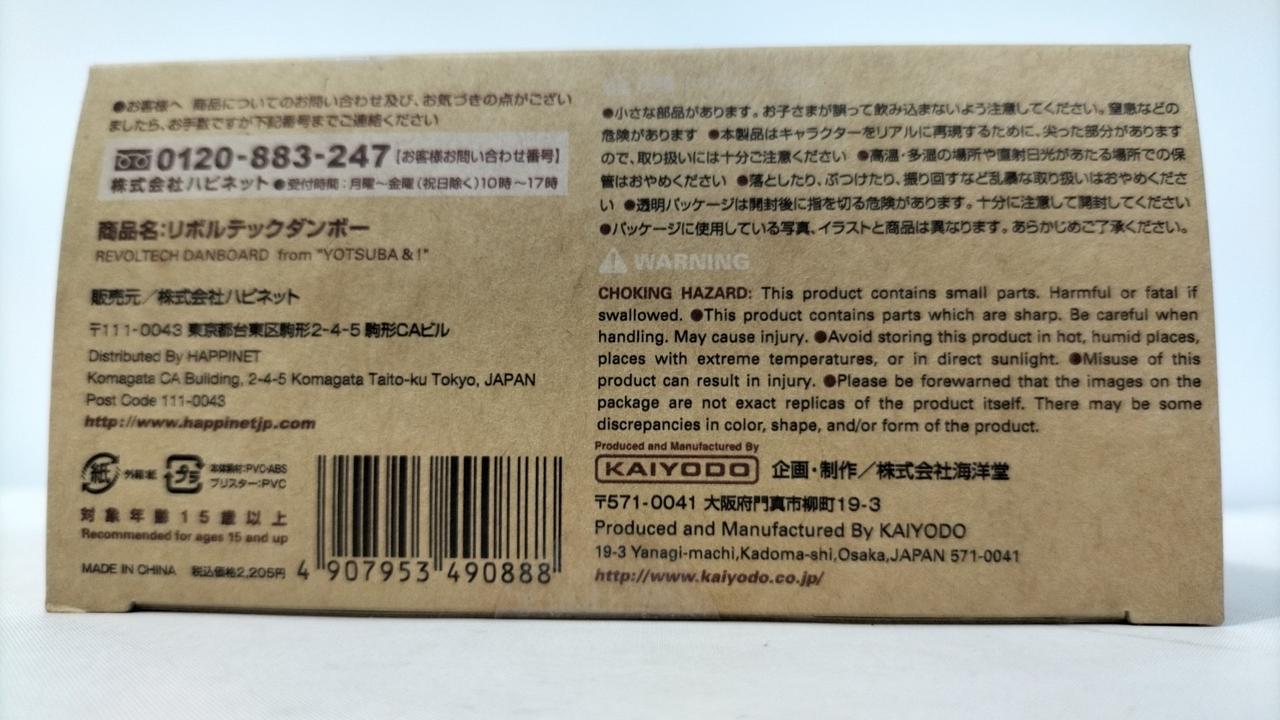 ●お客様へ 商品についてのお問い合わせ及び、お気づきの点がござい
ましたら、お手数ですが下記番号までご連絡ください
0120-883-247【お客様お問い合わせ番号】
株式会社ハピネット●受付時間：月曜～金曜(祝日除く)10時～17時
商品名:リボルテックダンボー
REVOLTECH DANBOARD from "YOTSUBA＆!"
販売元／株式会社ハピネット
〒111-0043 東京都台東区駒形2-4-5 駒形CAビル
Distributed By HAPPINET
Komagata CA Building, 2-4-5 Komagata Taito-ku Tokyo, JAPAN
Post Code 111-0043
http://www.happinetjp.com
紙 外箱:紙 プラ 本体素材:PVC・ABS
ブリスター:PVC
対象年齢15歳以上
Recommended for ages 15 and up
MADE IN CHINA 税込価格2,205円
4 907953 490888
●小さな部品があります。お子さまが誤って飲み込まないよう注意してください。窒息などの
危険があります ●本製品はキャラクターをリアルに再現するために、尖った部分があります
ので、取り扱いには十分ご注意ください ●高温・多湿の場所や直射日光があたる場所での保
管はおやめください ●落としたり、ぶつけたり、振り回すなど乱暴な取り扱いはおやめくださ
い ●透明パッケージは開封後に指を切る危険があります。十分に注意して開封してください
●パッケージに使用している写真、イラストと商品は異なります。あらかじめご了承ください。
WARNING
CHOKING HAZARD: This product contains small parts. Harmful or fatal if
swallowed. ●This product contains parts which are sharp. Be careful when
handling. May cause injury. ●Avoid storing this product in hot, humid places,
places with extreme temperatures, or in direct sunlight. ●Misuse of this
product can result in injury. ●Please be forewarned that the images on the
package are not exact replicas of the product itself. There may be some
discrepancies in color, shape, and/or form of the product.
Produced and Manufactured By
KAIYODO 企画・制作／株式会社海洋堂
〒571-0041 大阪府門真市柳町19-3
Produced and Manufactured By KAIYODO
19-3 Yanagi-machi,Kadoma-shi,Osaka,JAPAN 571-0041
http://www.kaiyodo.co.jp/